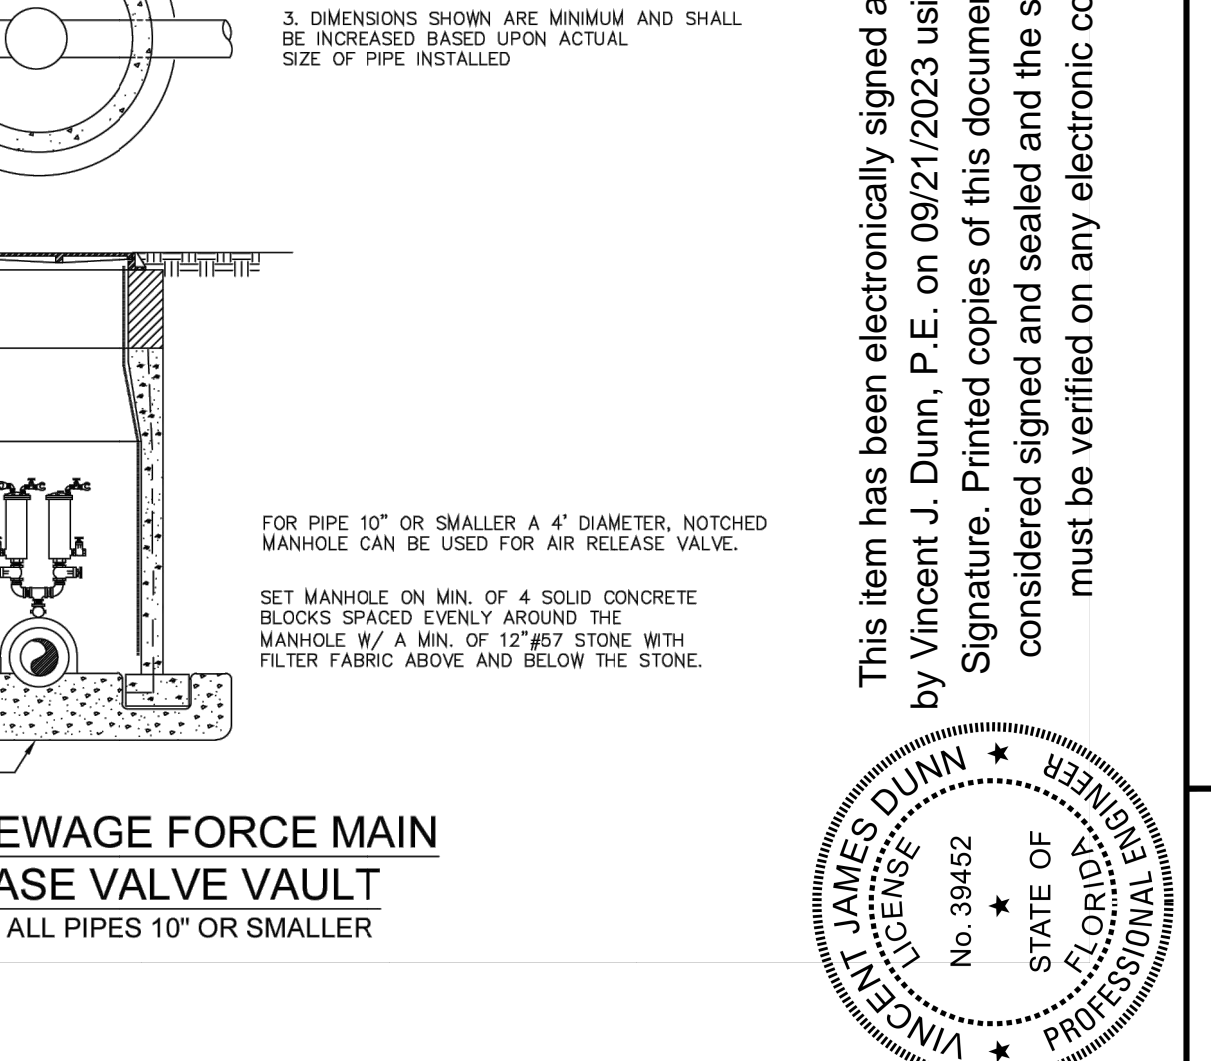 3. DIMENSIONS SHOWN ARE MINIMUM AND SHALL
BE INCREASED BASED UPON ACTUAL
SIZE OF PIPE INSTALLED
FOR PIPE 10" OR SMALLER A 4' DIAMETER, NOTCHED
MANHOLE CAN BE USED FOR AIR RELEASE VALVE.
SET MANHOLE ON MIN. OF 4 SOLID CONCRETE
BLOCKS SPACED EVENLY AROUND THE
MANHOLE W/ A MIN. OF 12"#57 STONE WITH
FILTER FABRIC ABOVE AND BELOW THE STONE.
EWAGE FORCE MAIN
ASE VALVE VAULT
ALL PIPES 10" OR SMALLER
This item has been electronically signed a
by Vincent J. Dunn, P.E. on 09/21/2023 usi
Signature. Printed copies of this documen
considered signed and sealed and the s
must be verified on any electronic co
VINCENT JAMES DUNN
LICENSE
No. 39452
STATE OF
FLORIDA
PROFESSIONAL ENGINEER